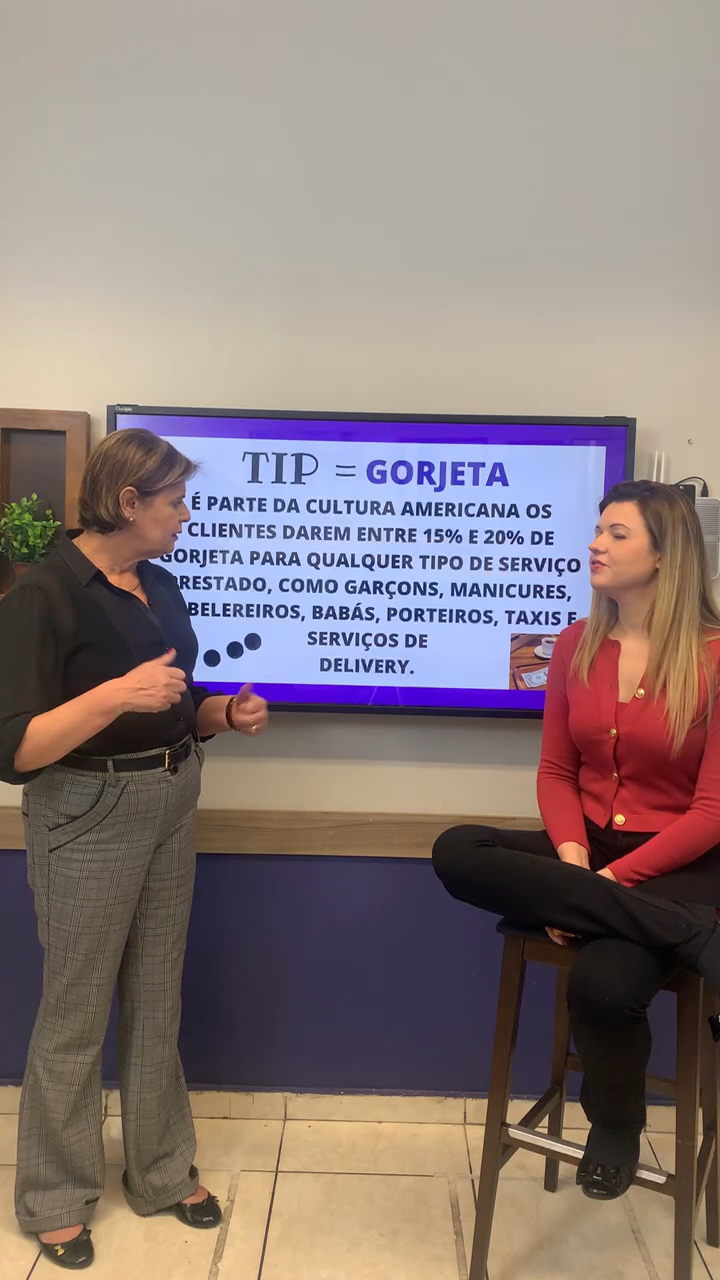 TIP = GORJETA
É PARTE DA CULTURA AMERICANA OS
CLIENTES DAREM ENTRE 15% E 20% DE
GORJETA PARA QUALQUER TIPO DE SERVIÇO
PRESTADO, COMO GARÇONS, MANICURES,
BELEREIROS, BABÁS, PORTEIROS, TAXIS E
SERVIÇOS DE
DELIVERY.